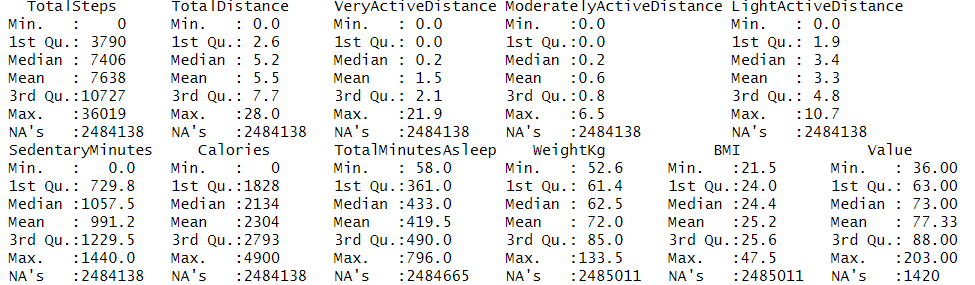 TotalSteps TotalDistance VeryActiveDistance ModeratelyActiveDistance LightActiveDistance
Min. : 0 Min. : 0.0 Min. : 0.0 Min. :0.0 Min. : 0.0
1st Qu.: 3790 1st Qu.: 2.6 1st Qu.: 0.0 1st Qu.:0.0 1st Qu.: 1.9
Median : 7406 Median : 5.2 Median : 0.2 Median :0.2 Median : 3.4
Mean : 7638 Mean : 5.5 Mean : 1.5 Mean :0.6 Mean : 3.3
3rd Qu.:10727 3rd Qu.: 7.7 3rd Qu.: 2.1 3rd Qu.:0.8 3rd Qu.: 4.8
Max. :36019 Max. :28.0 Max. :21.9 Max. :6.5 Max. :10.7
NA's :2484138 NA's :2484138 NA's :2484138 NA's :2484138 NA's :2484138
SedentaryMinutes Calories TotalMinutesAsleep WeightKg BMI Value
Min. : 0.0 Min. : 0 Min. : 58.0 Min. : 52.6 Min. :21.5 Min. : 36.00
1st Qu.: 729.8 1st Qu.:1828 1st Qu.:361.0 1st Qu.: 61.4 1st Qu.:24.0 1st Qu.: 63.00
Median :1057.5 Median :2134 Median :433.0 Median : 62.5 Median :24.4 Median : 73.00
Mean : 991.2 Mean :2304 Mean :419.5 Mean : 72.0 Mean :25.2 Mean : 77.33
3rd Qu.:1229.5 3rd Qu.:2793 3rd Qu.:490.0 3rd Qu.: 85.0 3rd Qu.:25.6 3rd Qu.: 88.00
Max. :1440.0 Max. :4900 Max. :796.0 Max. :133.5 Max. :47.5 Max. :203.00
NA's :2484138 NA's :2484138 NA's :2484665 NA's :2485011 NA's :2485011 NA's :1420